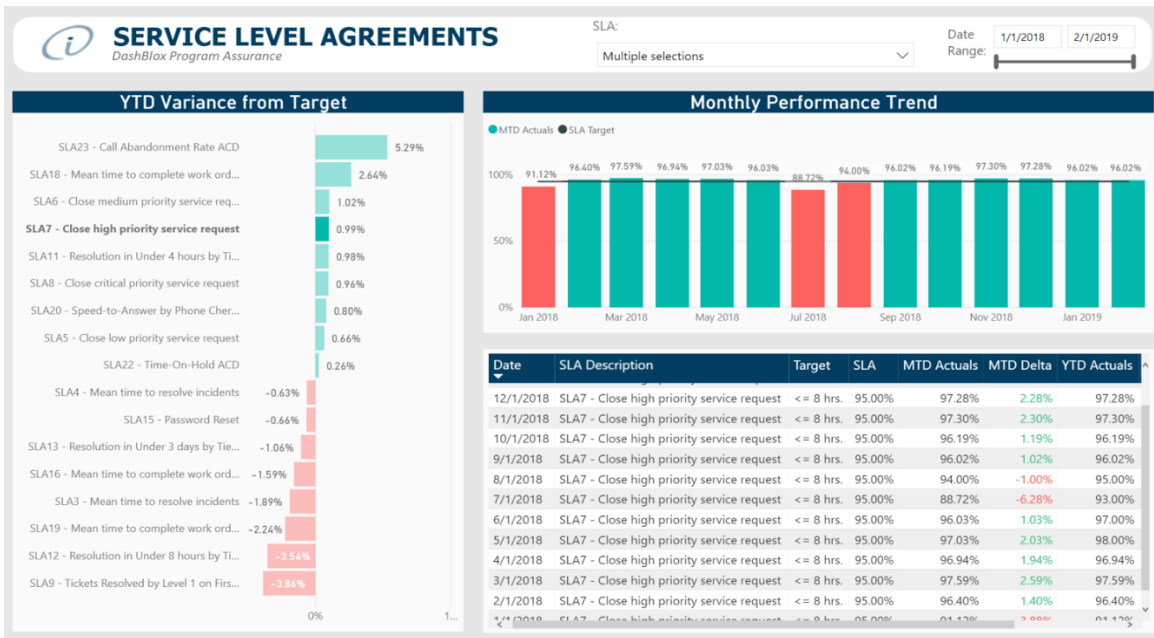 SERVICE LEVEL AGREEMENTS
DashBlox Program Assurance
SLA:
Multiple selections
Date
Range:
1/1/2018
2/1/2019
YTD Variance from Target
SLA23 - Call Abandonment Rate ACD 5.29%
SLA18 - Mean time to complete work ord... 2.64%
SLA6 - Close medium priority service req... 1.02%
SLA7 - Close high priority service request 0.99%
SLA11 - Resolution in Under 4 hours by Ti... 0.98%
SLA8 - Close critical priority service request 0.96%
SLA20 - Speed-to-Answer by Phone Cher... 0.80%
SLA5 - Close low priority service request 0.66%
SLA22 - Time-On-Hold ACD 0.26%
SLA4 - Mean time to resolve incidents -0.63%
SLA15 - Password Reset -0.66%
SLA13 - Resolution in Under 3 days by Tie... -1.06%
SLA16 - Mean time to complete work ord... -1.59%
SLA3 - Mean time to resolve incidents -1.89%
SLA19 - Mean time to complete work ord... -2.24%
SLA12 - Resolution in Under 8 hours by Ti... -3.54%
SLA9 - Tickets Resolved by Level 1 on Firs... -3.86%
0% 1...
Monthly Performance Trend
MTD Actuals SLA Target
91.12% 96.40% 97.59% 96.94% 97.03% 96.03% 88.72% 94.00% 96.02% 96.19% 97.30% 97.28% 96.02% 96.02%
100%
50%
0%
Jan 2018 Mar 2018 May 2018 Jul 2018 Sep 2018 Nov 2018 Jan 2019
Date SLA Description Target SLA MTD Actuals MTD Delta YTD Actuals
12/1/2018 SLA7 - Close high priority service request <= 8 hrs. 95.00% 97.28% 2.28% 97.28%
11/1/2018 SLA7 - Close high priority service request <= 8 hrs. 95.00% 97.30% 2.30% 97.30%
10/1/2018 SLA7 - Close high priority service request <= 8 hrs. 95.00% 96.19% 1.19% 96.19%
9/1/2018 SLA7 - Close high priority service request <= 8 hrs. 95.00% 96.02% 1.02% 96.02%
8/1/2018 SLA7 - Close high priority service request <= 8 hrs. 95.00% 94.00% -1.00% 95.00%
7/1/2018 SLA7 - Close high priority service request <= 8 hrs. 95.00% 88.72% -6.28% 93.00%
6/1/2018 SLA7 - Close high priority service request <= 8 hrs. 95.00% 96.03% 1.03% 97.00%
5/1/2018 SLA7 - Close high priority service request <= 8 hrs. 95.00% 97.03% 2.03% 98.00%
4/1/2018 SLA7 - Close high priority service request <= 8 hrs. 95.00% 96.94% 1.94% 96.94%
3/1/2018 SLA7 - Close high priority service request <= 8 hrs. 95.00% 97.59% 2.59% 97.59%
2/1/2018 SLA7 - Close high priority service request <= 8 hrs. 95.00% 96.40% 1.40% 96.40%